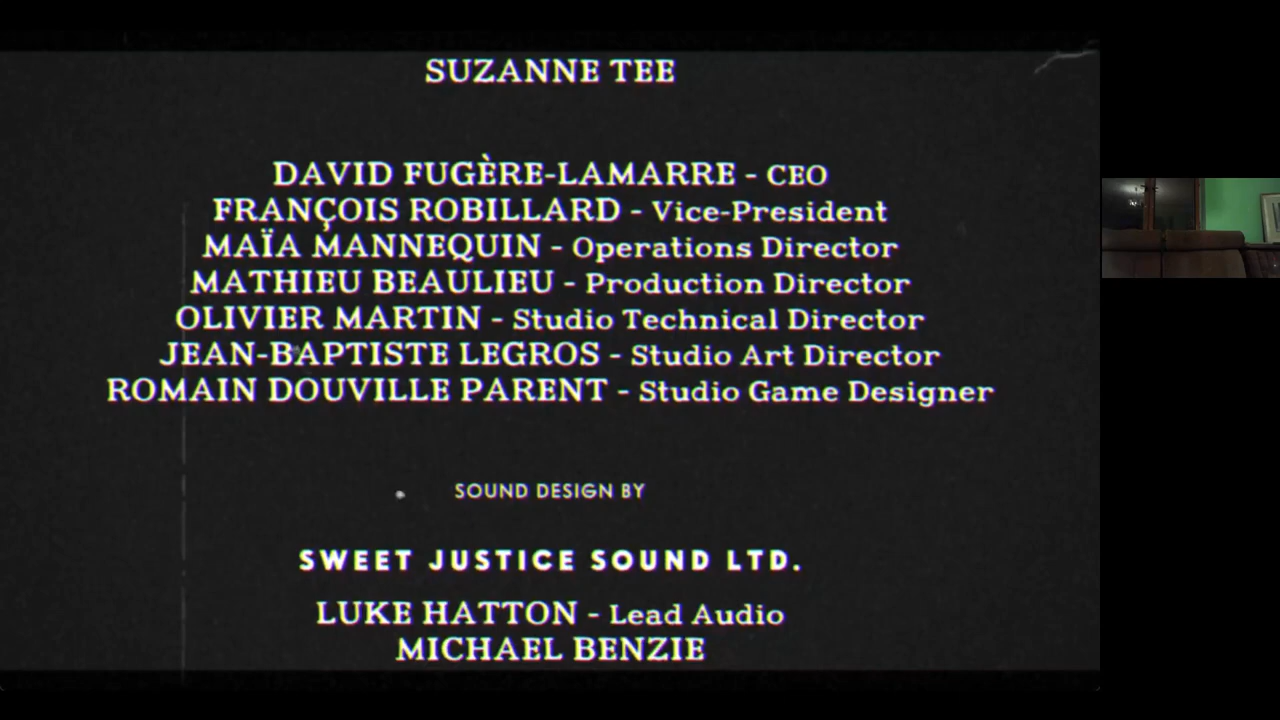 SUZANNE TEE
DAVID FUGÈRE-LAMARRE - CEO
FRANÇOIS ROBILLARD - Vice-President
MAÏA MANNEQUIN - Operations Director
MATHIEU BEAULIEU - Production Director
OLIVIER MARTIN - Studio Technical Director
JEAN-BAPTISTE LEGROS - Studio Art Director
ROMAIN DOUVILLE PARENT - Studio Game Designer
SOUND DESIGN BY
SWEET JUSTICE SOUND LTD.
LUKE HATTON - Lead Audio
MICHAEL BENZIE